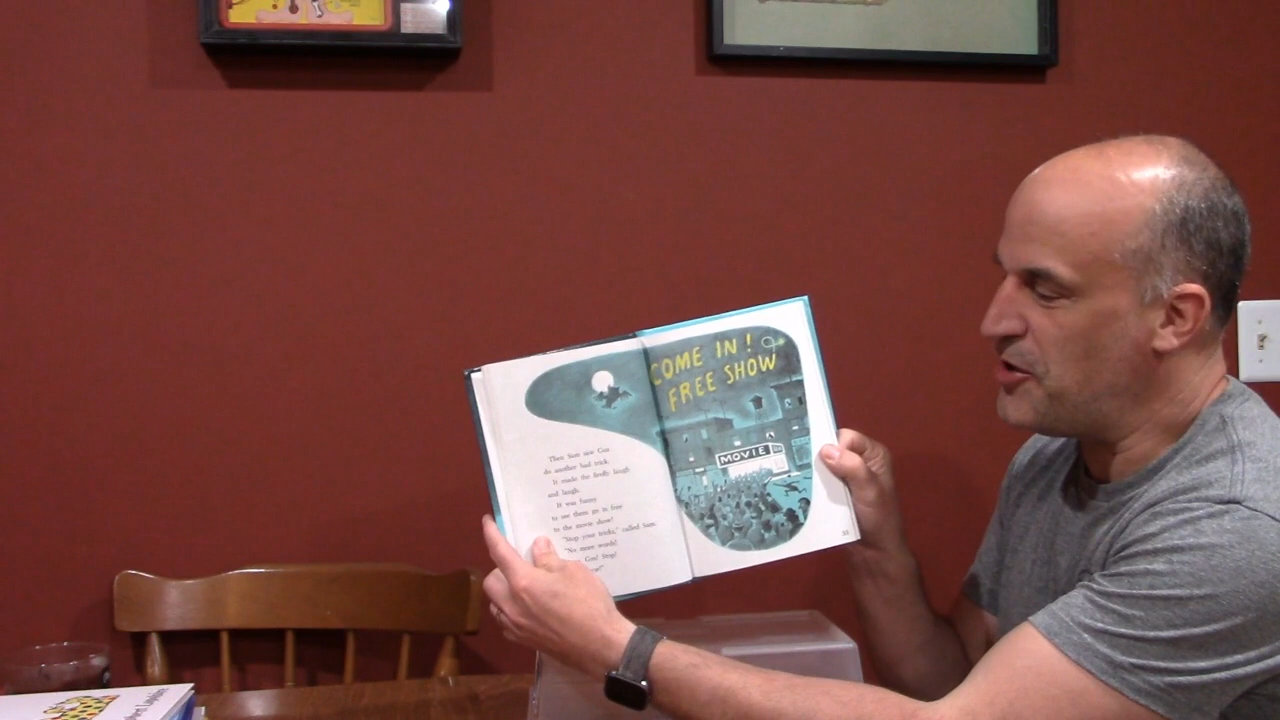 COME IN!
FREE SHOW
MOVIE
Then Sam saw Gus
do another bad trick.
It made the firefly laugh
and laugh.
It was funny
to see them go in free
to the movie show!
"Stop your tricks," called Sam.
"No more words!
Gus! Stop!